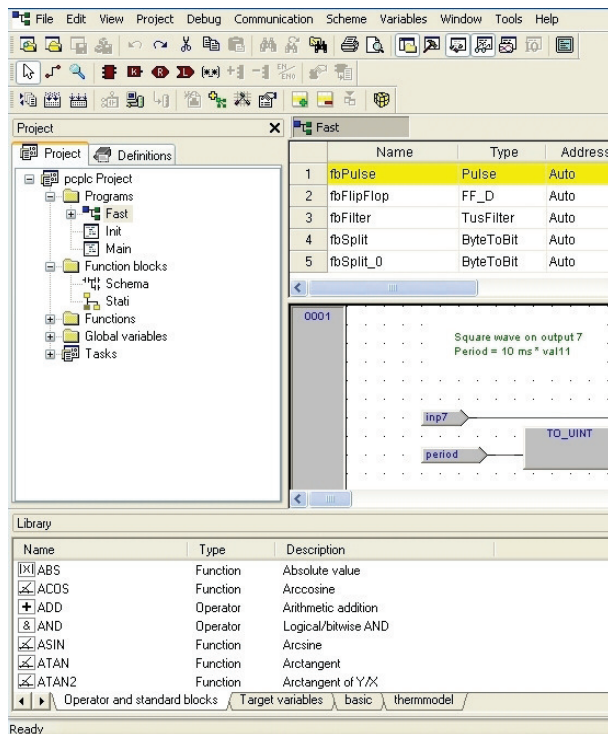 File Edit View Project Debug Communication Scheme Variables Window Tools Help
Project
Project Definitions
pcplc Project
Programs
Fast
Init
Main
Function blocks
Schema
Stati
Functions
Global variables
Tasks
Fast
Name Type Address
1 fbPulse Pulse Auto
2 fbFlipFlop FF_D Auto
3 fbFilter TusFilter Auto
4 fbSplit ByteToBit Auto
5 fbSplit_0 ByteToBit Auto
0001
Square wave on output 7
Period = 10 ms * val11
inp7
TO_UINT
period
Library
Name Type Description
ABS Function Absolute value
ACOS Function Arccosine
+ ADD Operator Arithmetic addition
& AND Operator Logical/bitwise AND
ASIN Function Arcsine
ATAN Function Arctangent
ATAN2 Function Arctangent of Y/X
Operator and standard blocks Target variables basic thermmodel
Ready